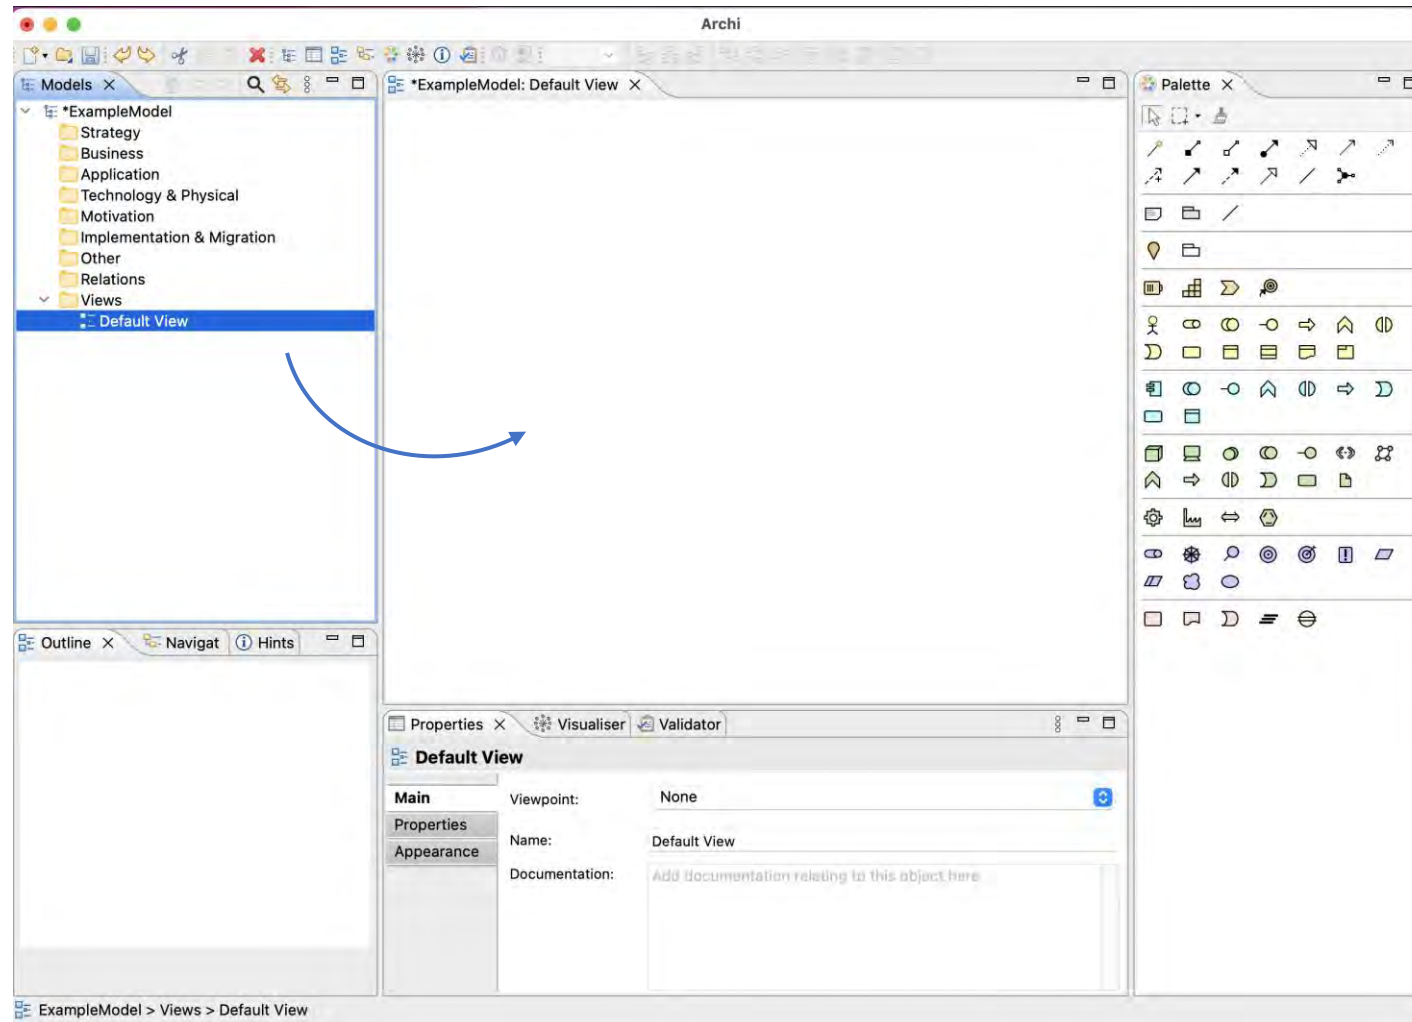 Archi
Models
*ExampleModel: Default View
Palette
*ExampleModel
Strategy
Business
Application
Technology & Physical
Motivation
Implementation & Migration
Other
Relations
Views
Default View
Outline
Navigat
Hints
Properties
Visualiser
Validator
Default View
Main
Viewpoint:
None
Properties
Name:
Default View
Appearance
Documentation:
Add documentation relating to this object here
ExampleModel > Views > Default View